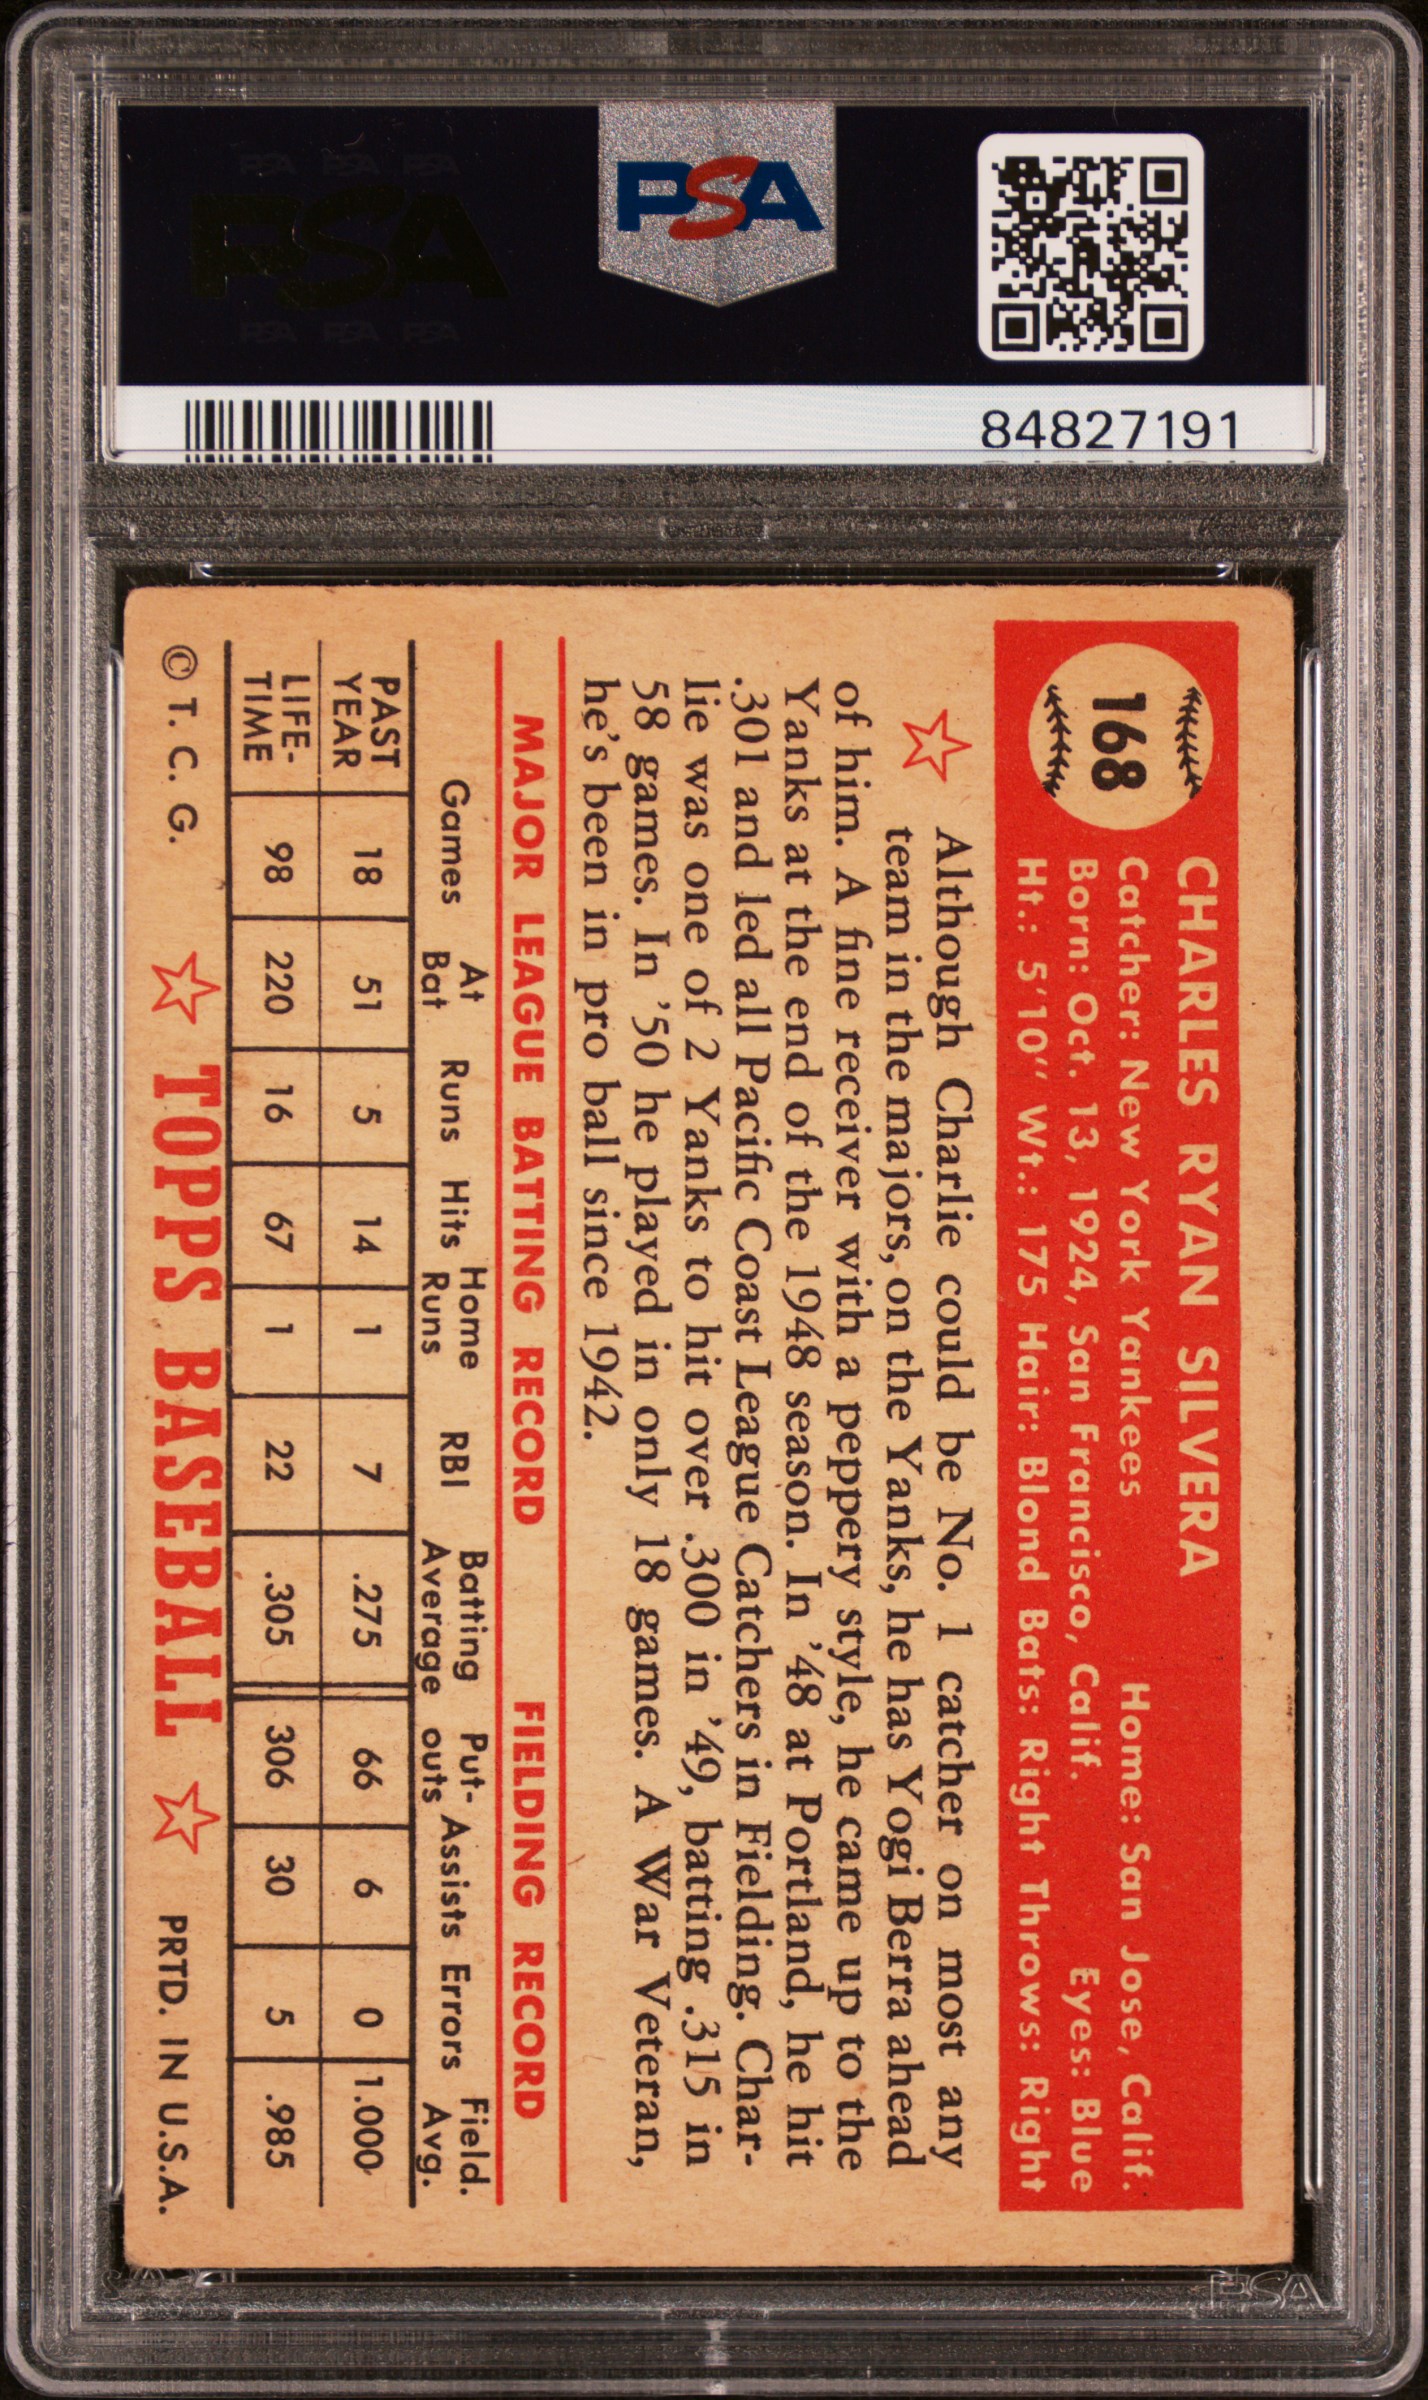 PSA
PSA PSA PSA
PSA
PSA PSA PSA
84827191
168
CHARLES RYAN SILVERA
Catcher: New York Yankees Home: San Jose, Calif.
Born: Oct. 13, 1924, San Francisco, Calif. Eyes: Blue
Ht.: 5'10" Wt.: 175 Hair: Blond Bats: Right Throws: Right
Although Charlie could be No. 1 catcher on most any
team in the majors, on the Yanks, he has Yogi Berra ahead
of him. A fine receiver with a peppery style, he came up to the
Yanks at the end of the 1948 season. In '48 at Portland, he hit
.301 and led all Pacific Coast League Catchers in Fielding. Char-
lie was one of 2 Yanks to hit over .300 in '49, batting .315 in
58 games. In '50 he played in only 18 games. A War Veteran,
he's been in pro ball since 1942.
MAJOR LEAGUE BATTING RECORD FIELDING RECORD
Games At Bat Runs Hits Home Runs RBI Batting Average Put-outs Assists Errors Field. Avg.
PAST YEAR 18 51 5 14 1 7 .275 66 6 0 1.000
LIFE-TIME 98 220 16 67 1 22 .305 306 30 5 .985
© T. C. G. TOPPS BASEBALL PRTD. IN U.S.A.
PSA